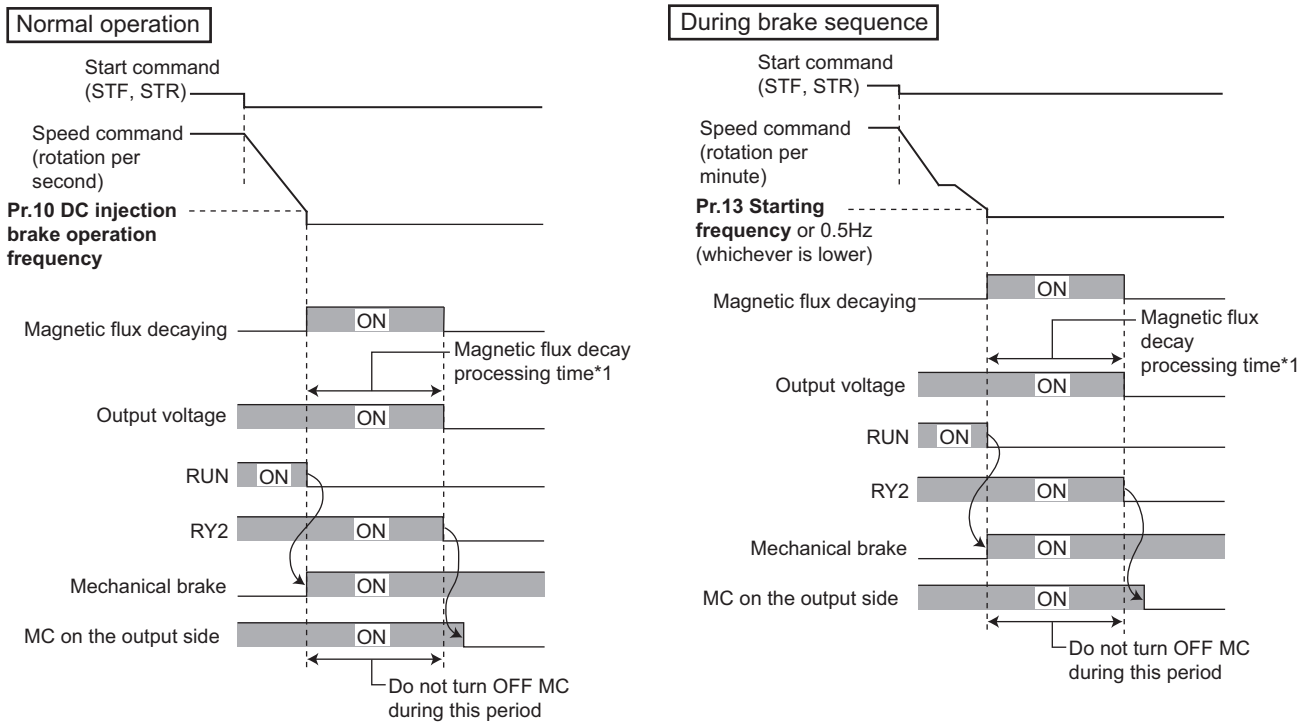 Normal operation
Start command
(STF, STR)
Speed command
(rotation per
second)
Pr.10 DC injection
brake operation
frequency
Magnetic flux decaying
ON
Magnetic flux decay
processing time*1
Output voltage
ON
RUN
ON
RY2
ON
Mechanical brake
ON
MC on the output side
ON
Do not turn OFF MC
during this period
During brake sequence
Start command
(STF, STR)
Speed command
(rotation per
minute)
Pr.13 Starting
frequency or 0.5Hz
(whichever is lower)
Magnetic flux decaying
ON
Magnetic flux
decay
processing time*1
Output voltage
ON
RUN
ON
RY2
ON
Mechanical brake
ON
MC on the output side
ON
Do not turn OFF MC
during this period